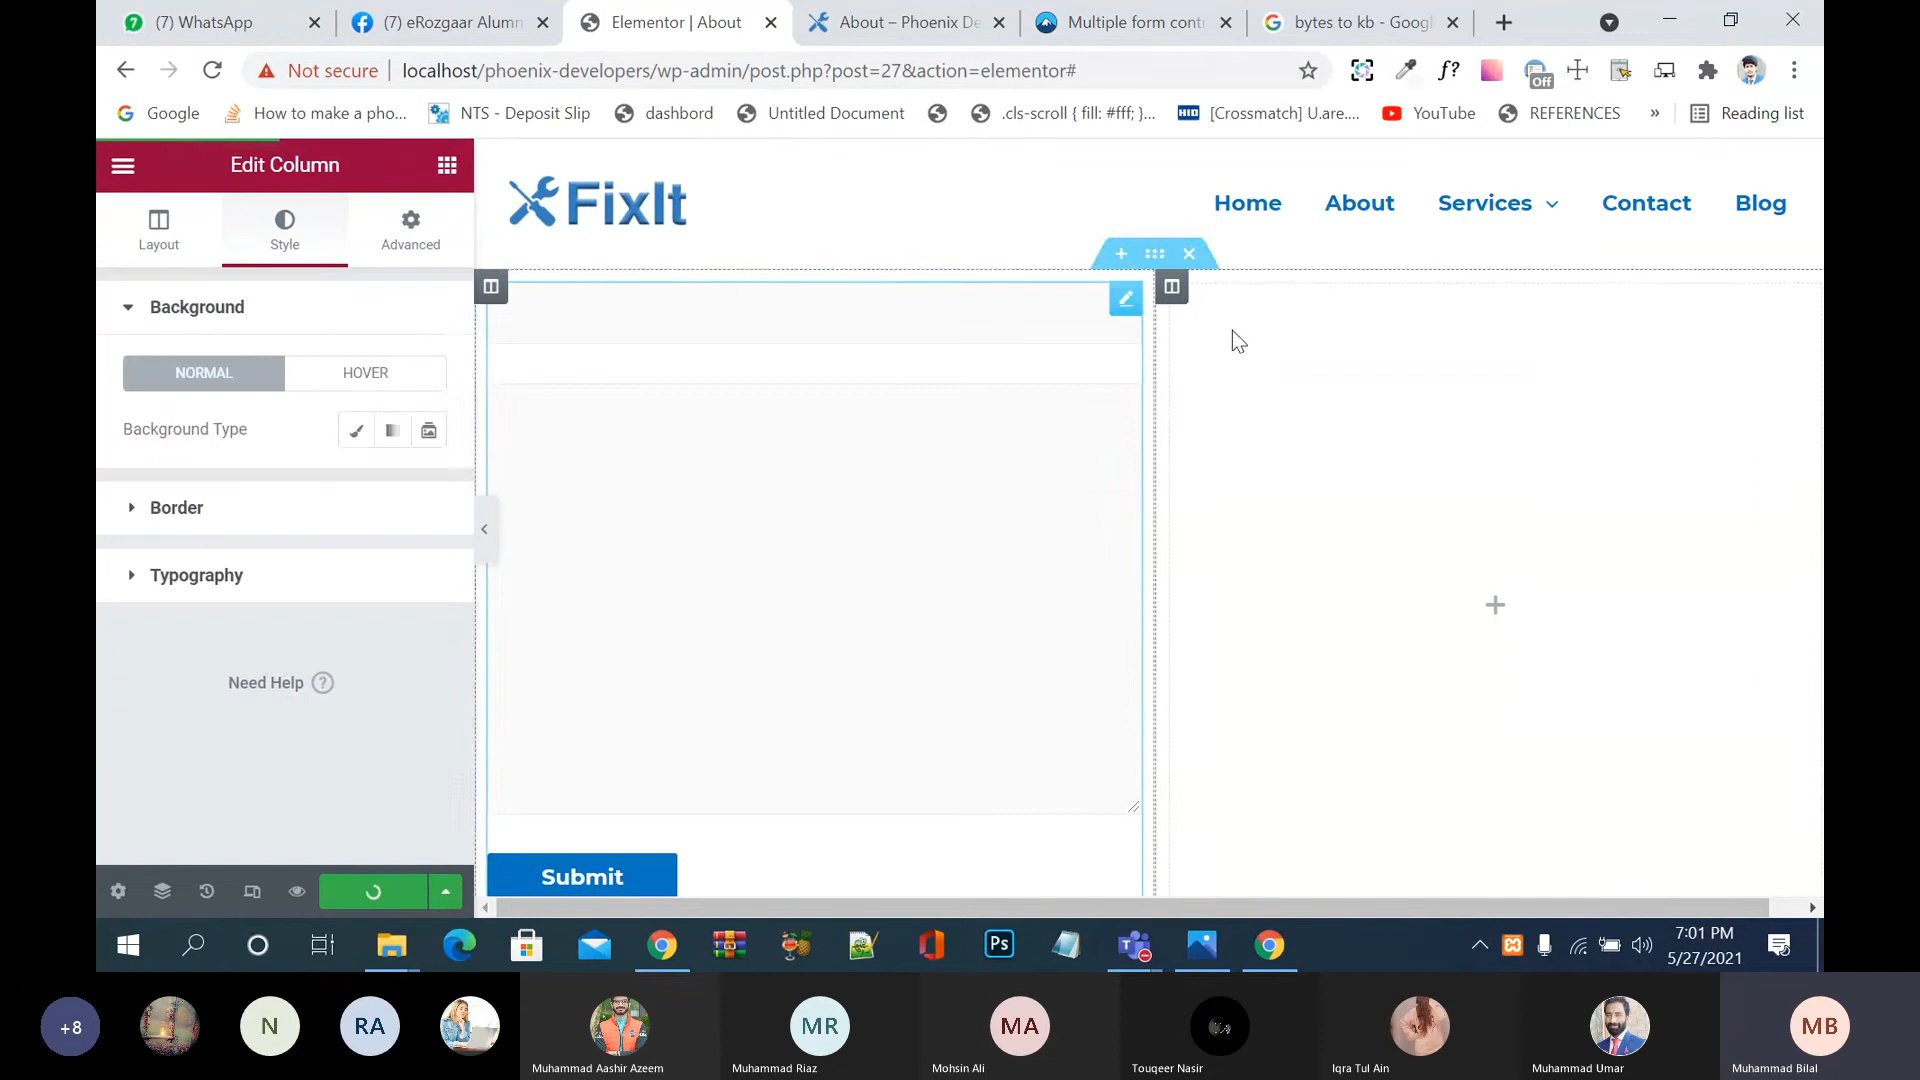 7 (7) WhatsApp
(7) eRozgaar Alumn
Elementor | About
About – Phoenix De
Multiple form contr
bytes to kb - Googl
Not secure localhost/phoenix-developers/wp-admin/post.php?post=27&action=elementor#
f? Off
Google
How to make a pho...
NTS - Deposit Slip
dashbord
Untitled Document
.cls-scroll { fill: #fff; }...
HID [Crossmatch] U.are....
YouTube
REFERENCES
»
Reading list
Edit Column
Layout
Style
Advanced
Background
NORMAL HOVER
Background Type
Border
Typography
Need Help ?
FixIt
Home About Services Contact Blog
Submit
Ps
7:01 PM
5/27/2021
+8
N
RA
MR
MA
MB
Muhammad Aashir Azeem
Muhammad Riaz
Mohsin Ali
Touqeer Nasir
Iqra Tul Ain
Muhammad Umar
Muhammad Bilal